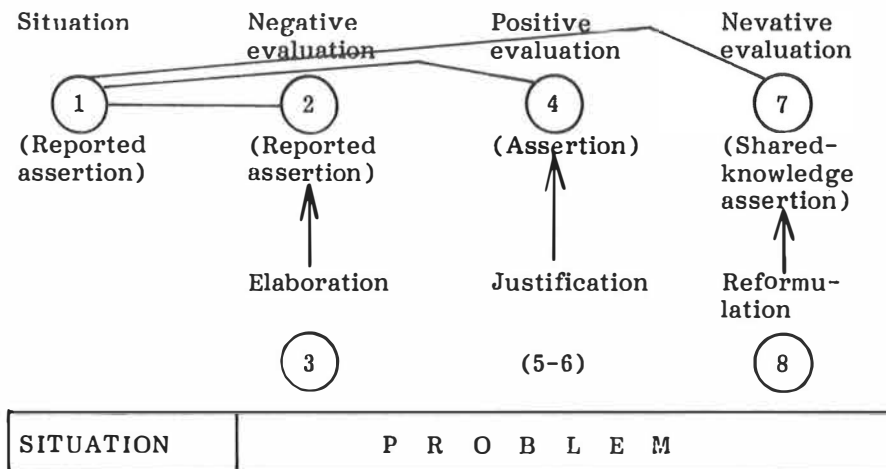 Situation Negative Positive Nevative
evaluation evaluation evaluation
1 2 4 7
(Reported (Reported (Assertion) (Shared-
assertion) assertion) knowledge
assertion)
Elaboration Justification Reformu-
lation
3 (5-6) 8
SITUATION P R O B L E M